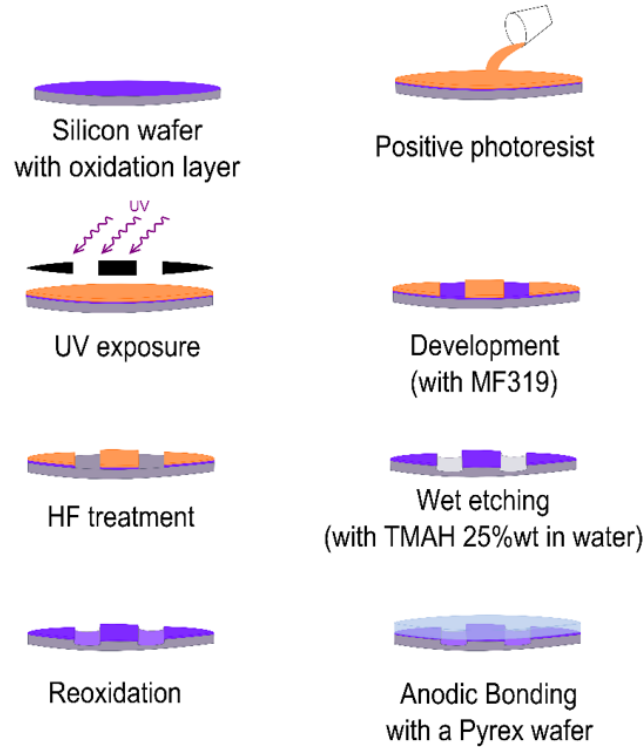 Silicon wafer
with oxidation layer
Positive photoresist
UV
UV exposure
Development
(with MF319)
HF treatment
Wet etching
(with TMAH 25%wt in water)
Reoxidation
Anodic Bonding
with a Pyrex wafer